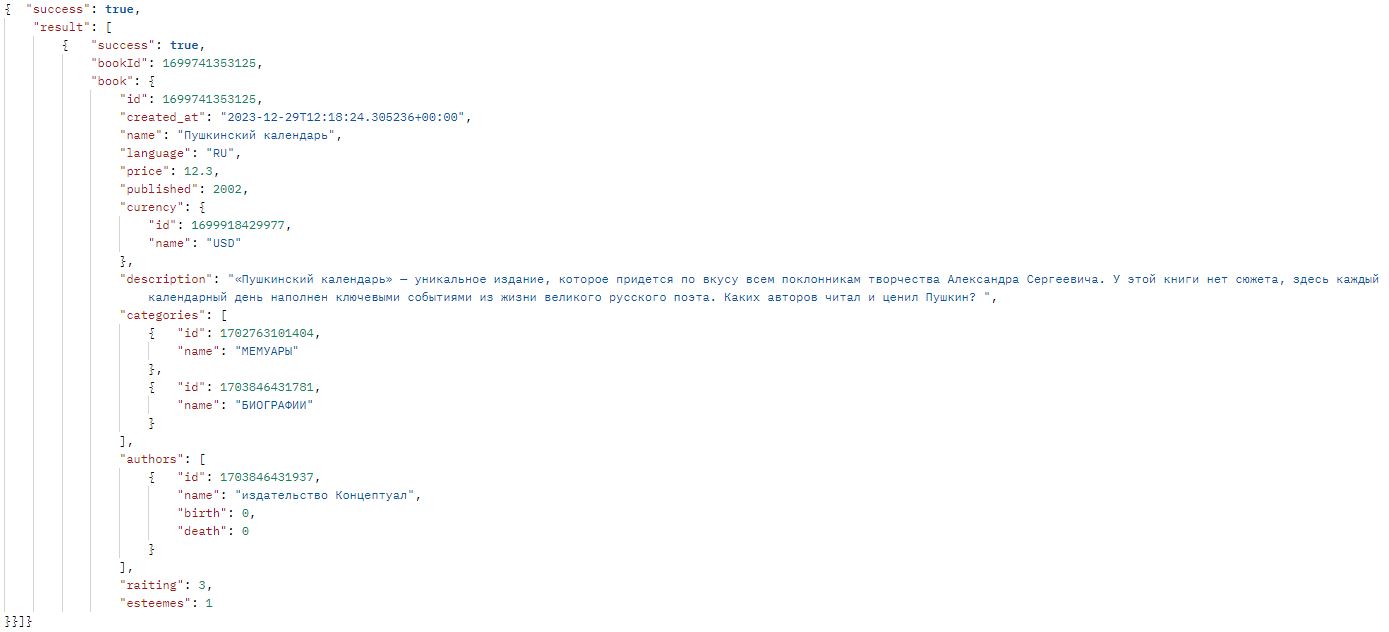 {  "success": true,
"result": [
{   "success": true,
"bookId": 1699741353125,
"book": {
"id": 1699741353125,
"created_at": "2023-12-29T12:18:24.305236+00:00",
"name": "Пушкинский календарь",
"language": "RU",
"price": 12.3,
"published": 2002,
"curency": {
"id": 1699918429977,
"name": "USD"
},
"description": "«Пушкинский календарь» — уникальное издание, которое придется по вкусу всем поклонникам творчества Александра Сергеевича. У этой книги нет сюжета, здесь каждый
календарный день наполнен ключевыми событиями из жизни великого русского поэта. Каких авторов читал и ценил Пушкин? ",
"categories": [
{   "id": 1702763101404,
"name": "МЕМУАРЫ"
},
{   "id": 1703846431781,
"name": "БИОГРАФИИ"
}
],
"authors": [
{   "id": 1703846431937,
"name": "издательство Концептуал",
"birth": 0,
"death": 0
}
],
"raiting": 3,
"esteemes": 1
}}]}